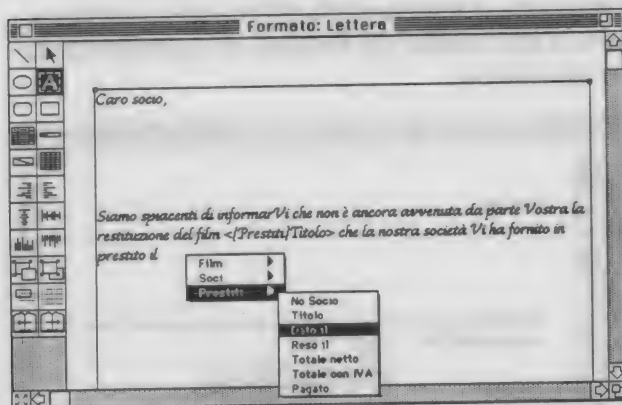 Formato: Lettera
Caro socio,
Siamo spiacenti di informarVi che non è ancora avvenuta da parte Vostra la
restituzione del film <[Prestiti]Titolo> che la nostra società Vi ha fornito in
prestito il
Film
Soci
Prestiti
No Socio
Titolo
Dato il
Reso il
Totale netto
Totale con IVA
Pagato